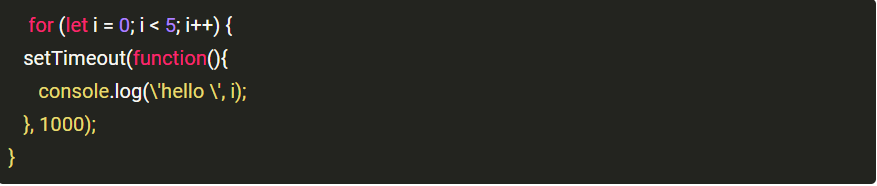 for (let i = 0; i < 5; i++) {
setTimeout(function(){
console.log(\'hello \', i);
}, 1000);
}